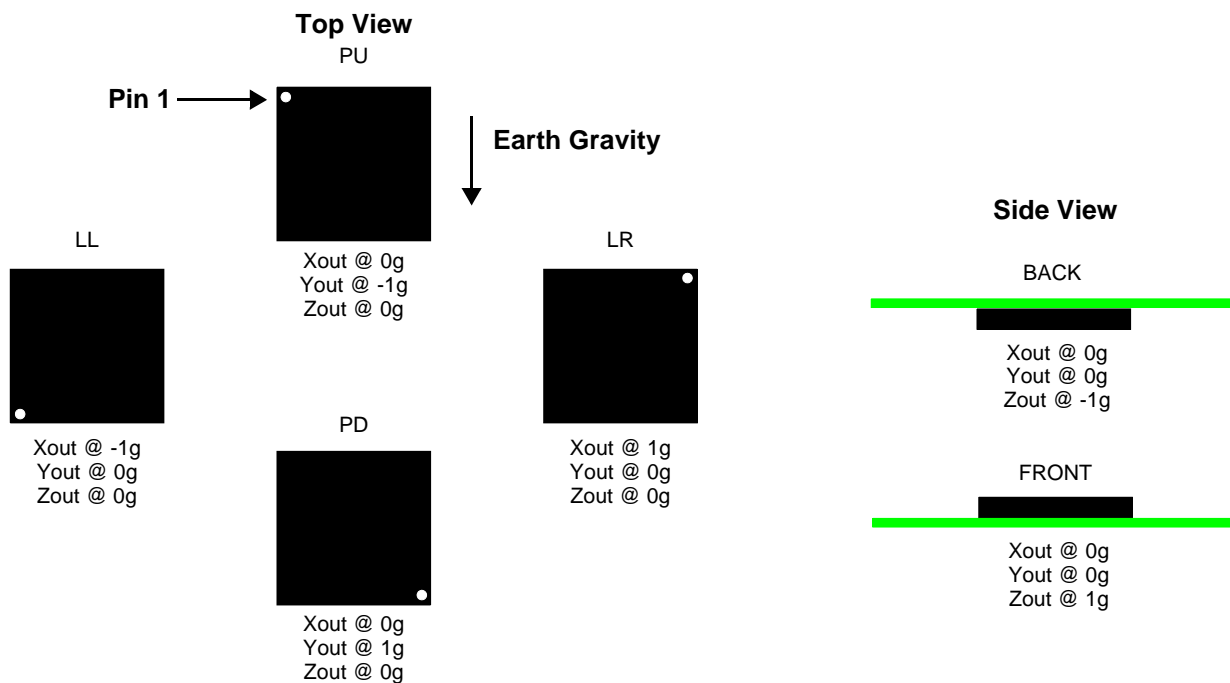 Top View
PU
Pin 1
Earth Gravity
Xout @ 0g
Yout @ -1g
Zout @ 0g
LL
Xout @ -1g
Yout @ 0g
Zout @ 0g
LR
Xout @ 1g
Yout @ 0g
Zout @ 0g
PD
Xout @ 0g
Yout @ 1g
Zout @ 0g
Side View
BACK
Xout @ 0g
Yout @ 0g
Zout @ -1g
FRONT
Xout @ 0g
Yout @ 0g
Zout @ 1g